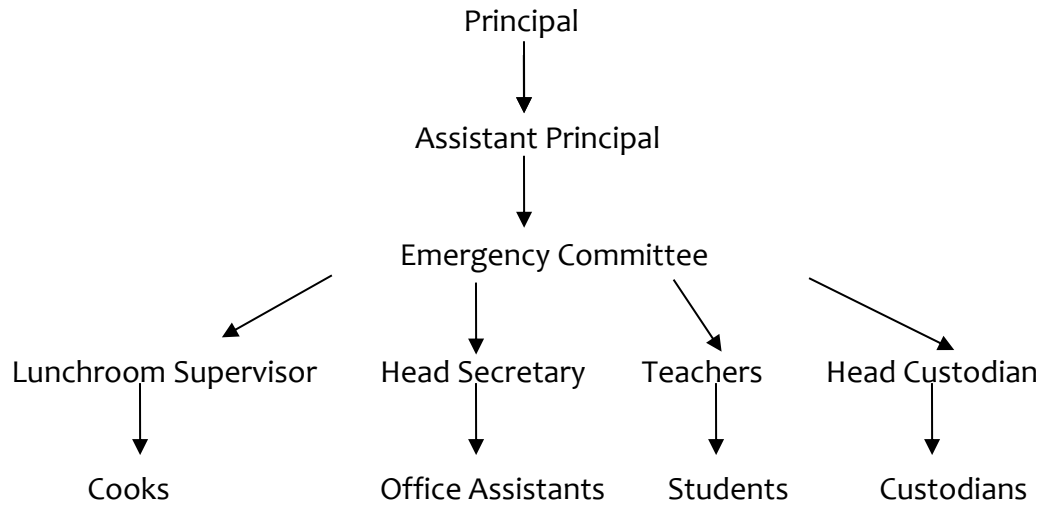 Principal
Assistant Principal
Emergency Committee
Lunchroom Supervisor Head Secretary Teachers Head Custodian
Cooks Office Assistants Students Custodians